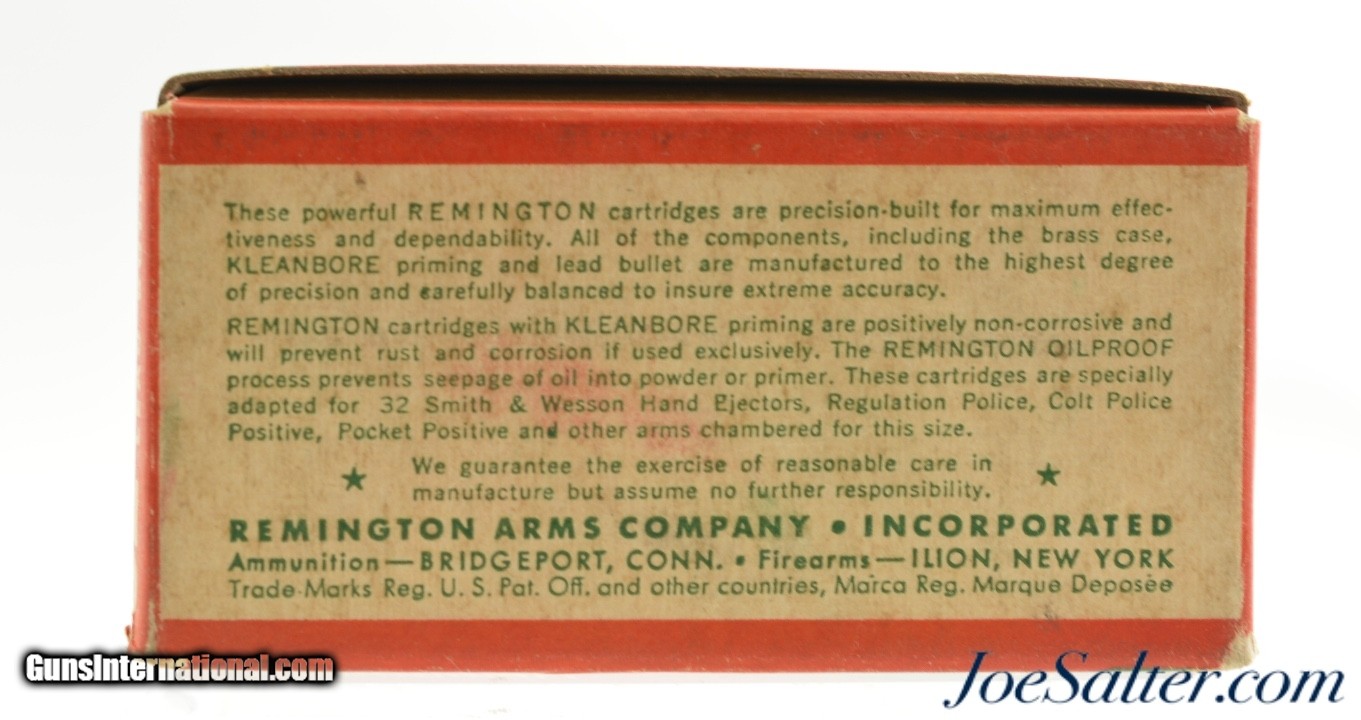 These powerful REMINGTON cartridges are precision-built for maximum effec-
tiveness and dependability. All of the components, including the brass case,
KLEANBORE priming and lead bullet are manufactured to the highest degree
of precision and carefully balanced to insure extreme accuracy.
REMINGTON cartridges with KLEANBORE priming are positively non-corrosive and
will prevent rust and corrosion if used exclusively. The REMINGTON OILPROOF
process prevents seepage of oil into powder or primer. These cartridges are specially
adapted for 32 Smith & Wesson Hand Ejectors, Regulation Police, Colt Police
Positive, Pocket Positive and other arms chambered for this size.
We guarantee the exercise of reasonable care in
manufacture but assume no further responsibility.
REMINGTON ARMS COMPANY • INCORPORATED
Ammunition—BRIDGEPORT, CONN. • Firearms—ILION, NEW YORK
Trade-Marks Reg. U. S. Pat. Off. and other countries, Marca Reg. Marque Deposée
GunsInternational.com
JoeSalter.com